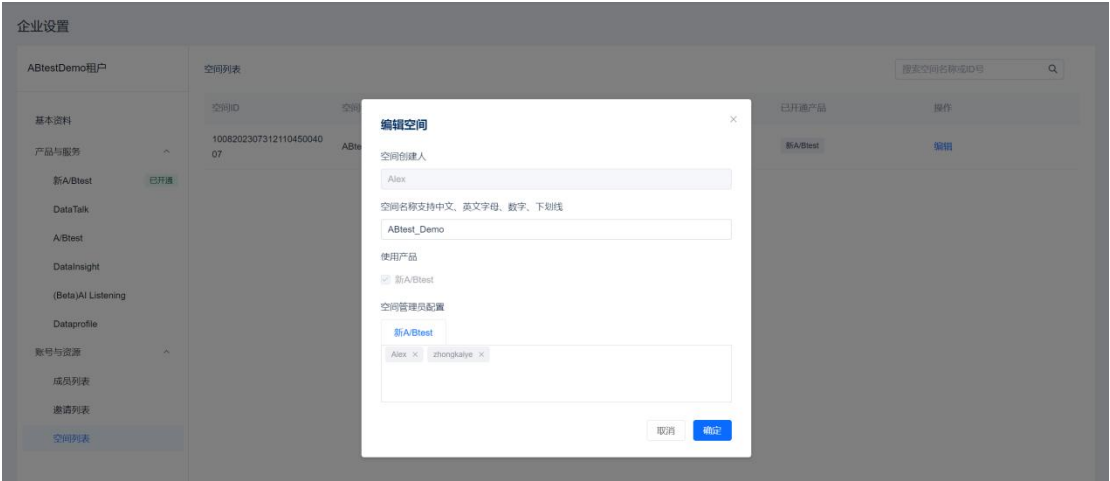 企业设置
ABtestDemo租户
基本资料
产品与服务
新A/Btest 已开通
DataTalk
A/Btest
DataInsight
(Beta)AI Listening
Dataprofile
账号与资源
成员列表
邀请列表
空间列表
空间列表
搜索空间名称或ID号
空间ID 空间 已开通产品 操作
1008202307312110450040
07
ABte 新A/Btest 编辑
编辑空间
空间创建人
Alex
空间名称支持中文、英文字母、数字、下划线
ABtest_Demo
使用产品
新A/Btest
空间管理员配置
新A/Btest
Alex × zhongkaiye ×
取消 确定